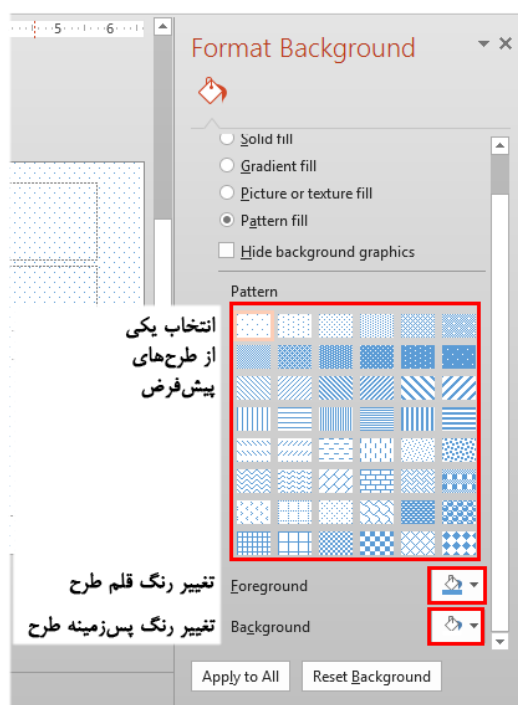 5 6
Format Background
Solid fill
Gradient fill
Picture or texture fill
Pattern fill
Hide background graphics
Pattern
انتخاب یکی
از طرح‌های
پیش‌فرض
تغییر رنگ قلم طرح
Foreground
تغییر رنگ پس‌زمینه طرح
Background
Apply to All
Reset Background